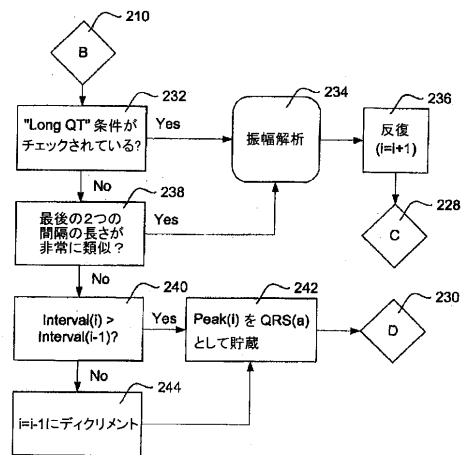 210
B
232
"Long QT" 条件が
チェックされている?
Yes
234
振幅解析
236
反復
(i=i+1)
No
238
最後の2つの
間隔の長さが
非常に類似?
Yes
228
C
No
240
Interval(i) >
Interval(i-1)?
Yes
242
Peak(i) を QRS(a)
として貯蔵
230
D
No
244
i=i-1にディクリメント